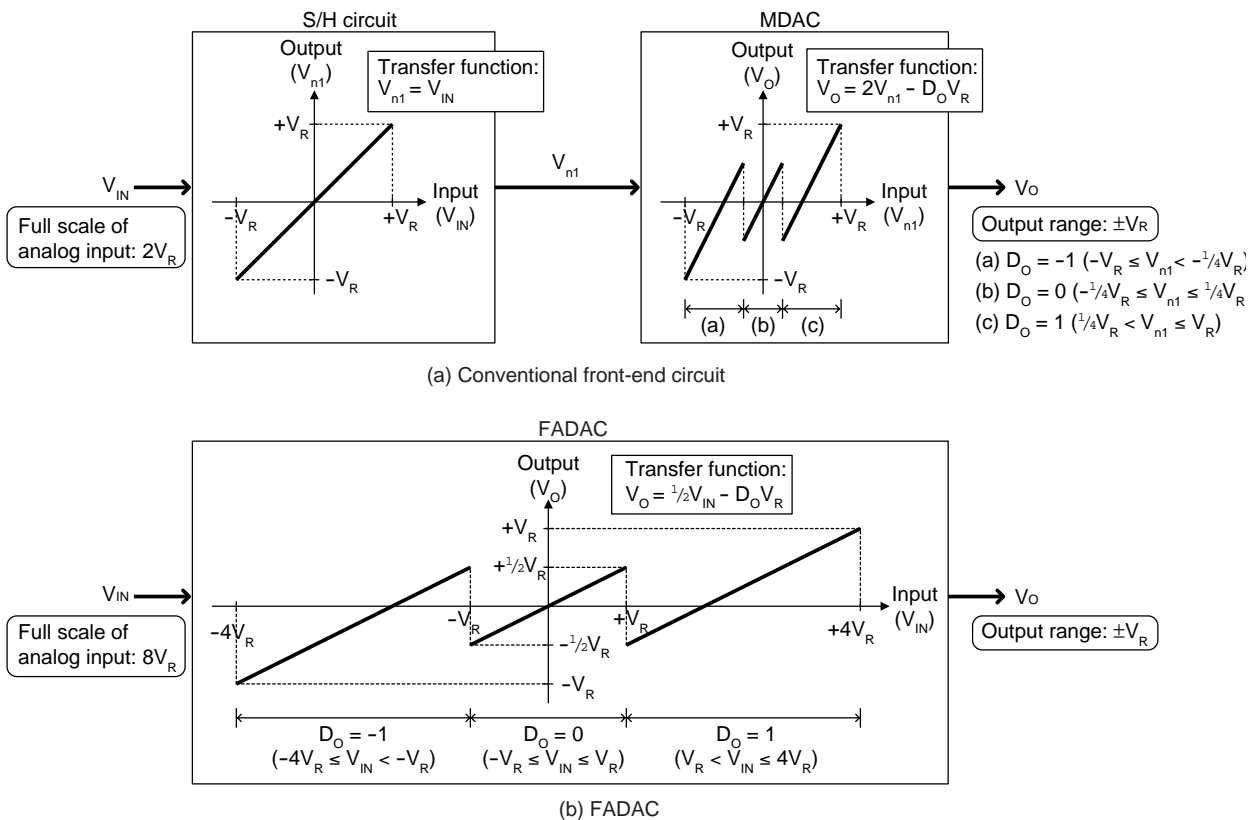 S/H circuit
Output
(Vn1)
Transfer function:
Vn1 = VIN
+VR
−VR
Input
(VIN)
+VR
−VR
VIN
Full scale of
analog input: 2VR
Vn1
MDAC
Output
(VO)
Transfer function:
VO = 2Vn1 − DOVR
+VR
−VR
Input
(Vn1)
+VR
−VR
(a)
(b)
(c)
VO
Output range: ±VR
(a) DO = −1 (−VR ≤ Vn1 < −1/4VR)
(b) DO = 0 (−1/4VR ≤ Vn1 ≤ 1/4VR
(c) DO = 1 (1/4VR < Vn1 ≤ VR)
(a) Conventional front-end circuit
FADAC
Output
(VO)
Transfer function:
VO = 1/2VIN − DOVR
+VR
+1/2VR
VIN
Full scale of
analog input: 8VR
−4VR
−VR
+VR
+4VR
Input
(VIN)
−1/2VR
−VR
VO
Output range: ±VR
DO = −1
(−4VR ≤ VIN < −VR)
DO = 0
(−VR ≤ VIN ≤ VR)
DO = 1
(VR < VIN ≤ 4VR)
(b) FADAC